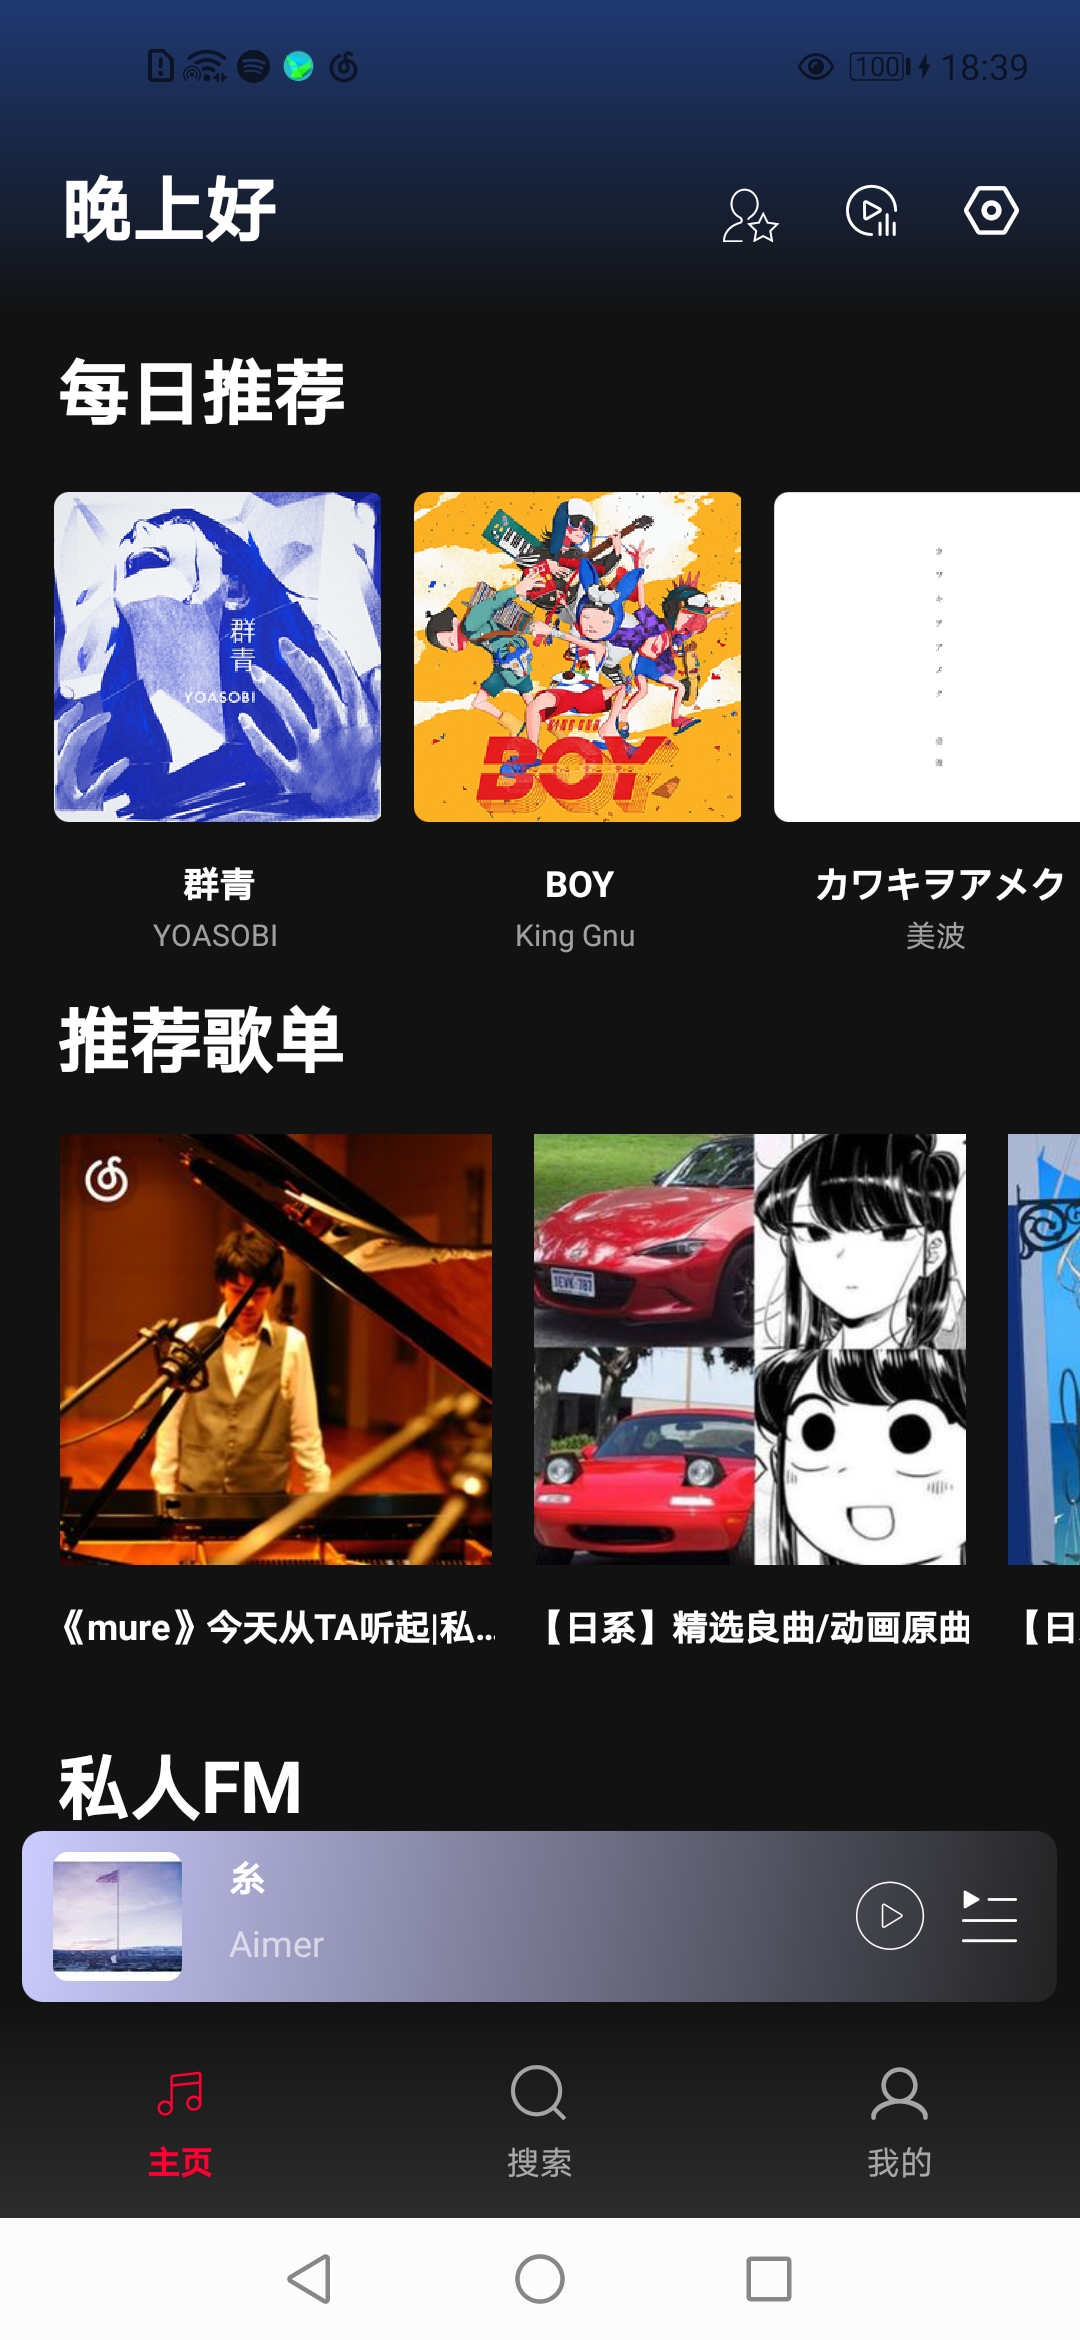 100 18:39
晚上好
每日推荐
群青
YOASOBI
KING GNU
BOY
群青
YOASOBI
BOY
King Gnu
カワキヲアメク
美波
推荐歌单
《mure》今天从TA听起|私...
【日系】精选良曲/动画原曲
【日
私人FM
糸
Aimer
主页
搜索
我的